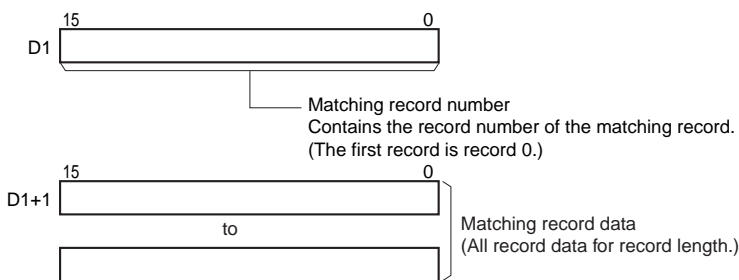 15 0
D1
Matching record number
Contains the record number of the matching record.
(The first record is record 0.)
15 0
D1+1
to
Matching record data
(All record data for record length.)